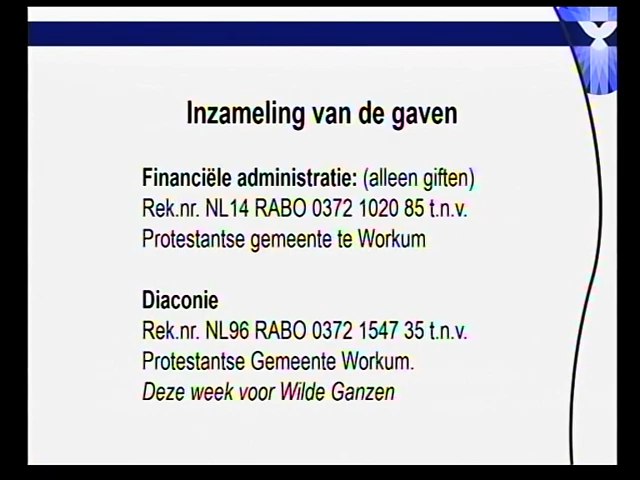 Inzameling van de gaven
Financiële administratie: (alleen giften)
Rek.nr. NL14 RABO 0372 1020 85 t.n.v.
Protestantse gemeente te Workum
Diaconie
Rek.nr. NL96 RABO 0372 1547 35 t.n.v.
Protestantse Gemeente Workum.
Deze week voor Wilde Ganzen